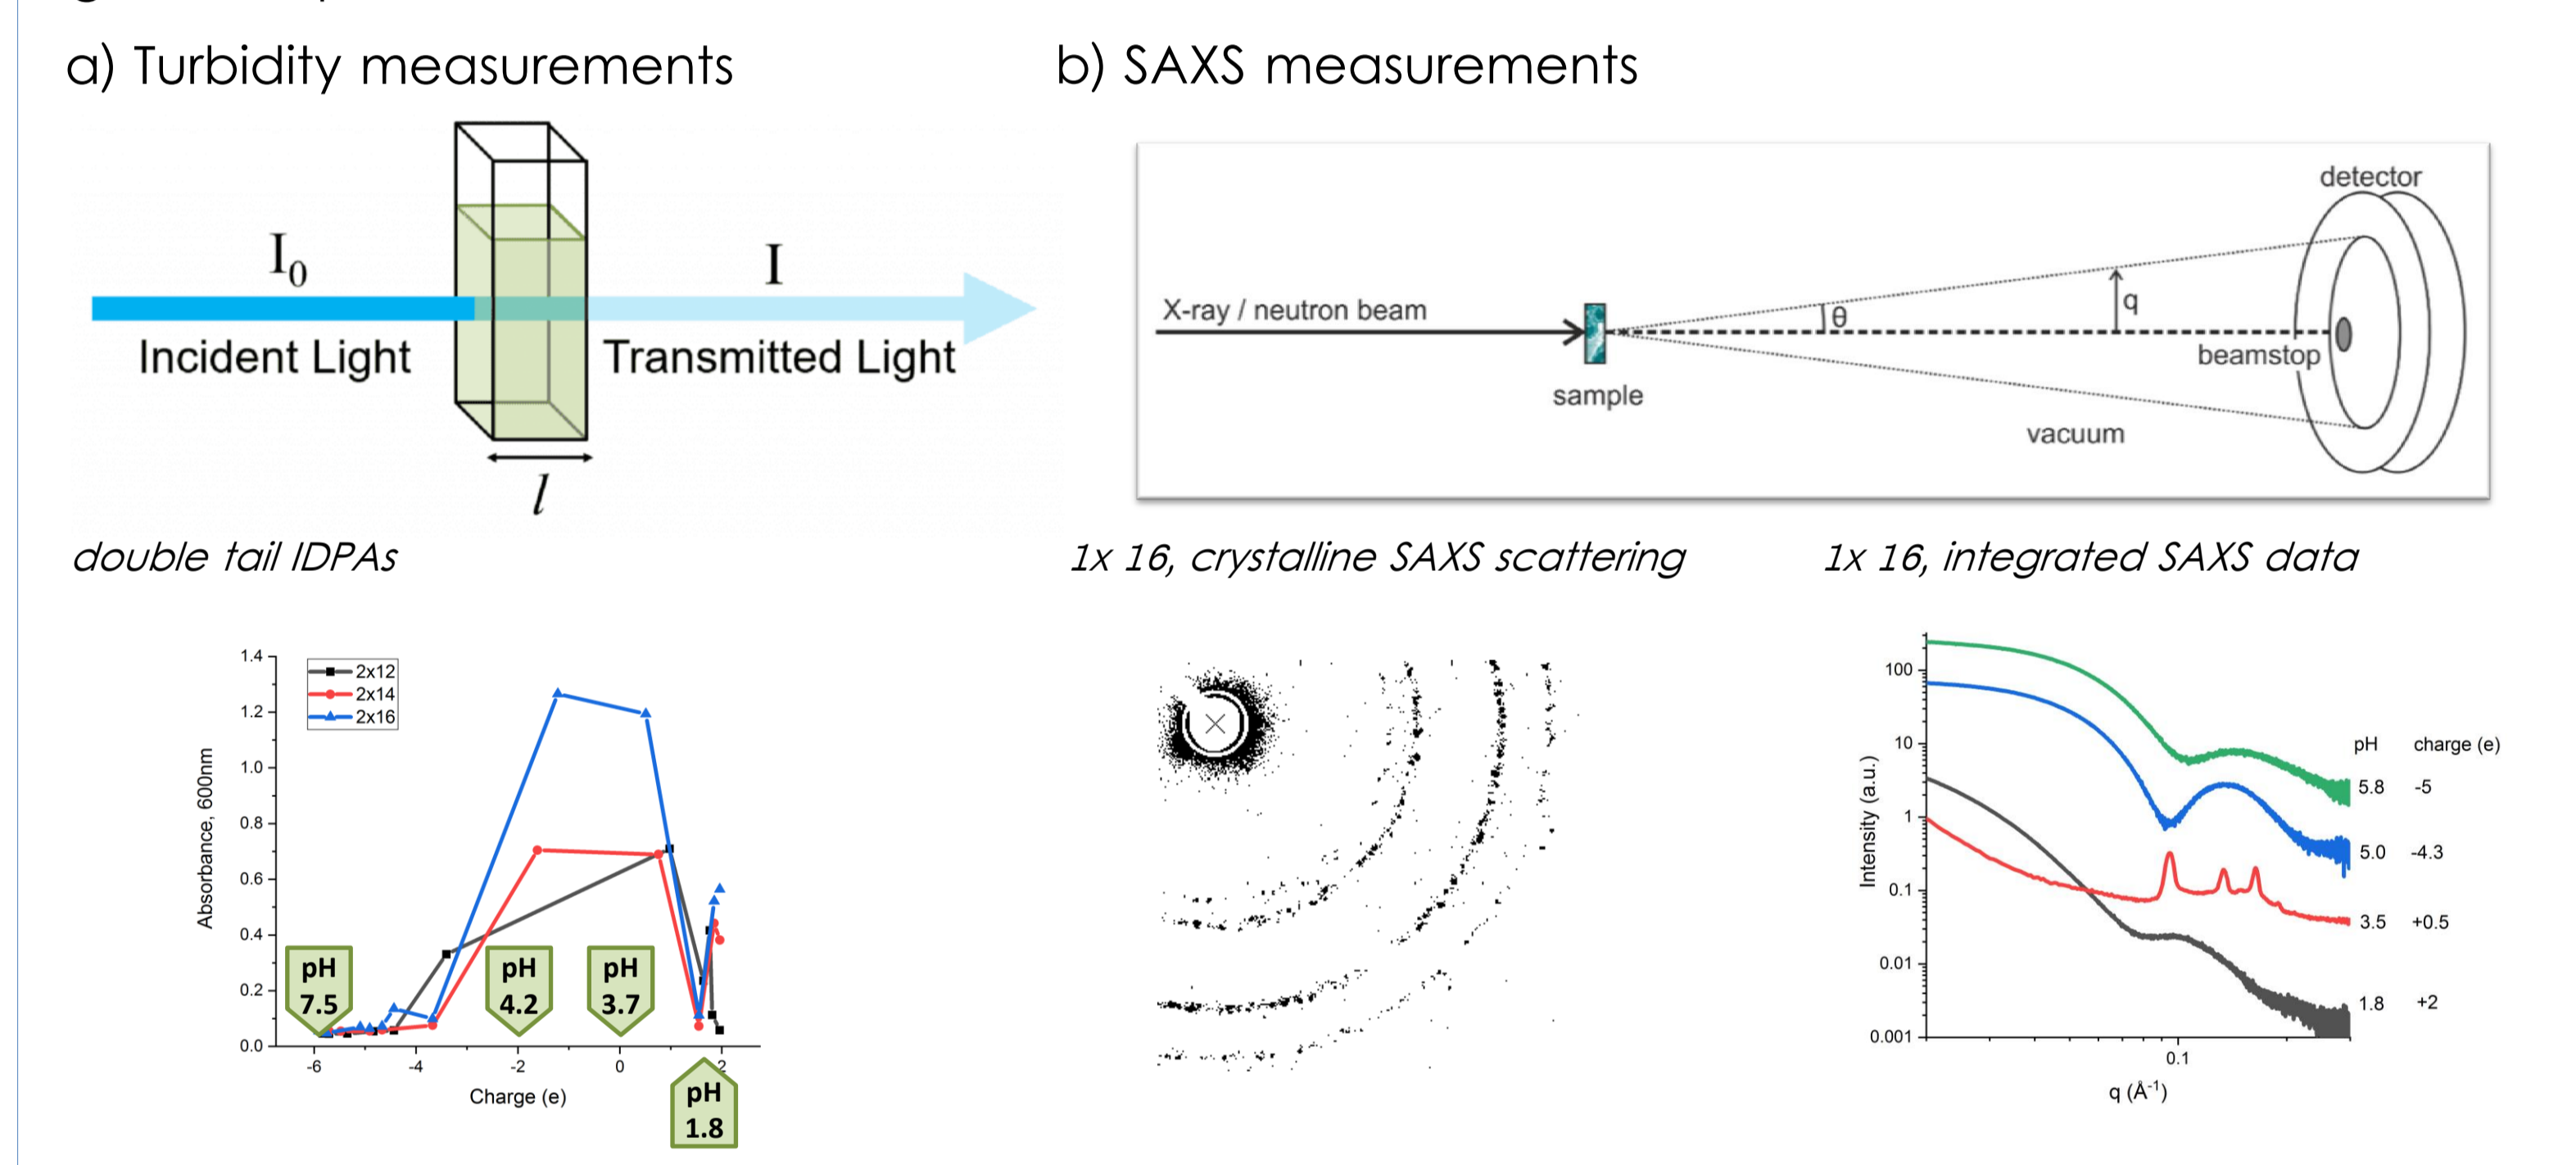 a) Turbidity measurements
I0
I
Incident Light
Transmitted Light
l
double tail IDPAs
2x12
2x14
2x16
1.4
1.2
1.0
0.8
0.6
0.4
0.2
0.0
Absorbance, 600nm
-6
-4
-2
0
2
Charge (e)
pH
7.5
pH
4.2
pH
3.7
pH
1.8
b) SAXS measurements
detector
X-ray / neutron beam
θ
q
beamstop
sample
vacuum
1x 16, crystalline SAXS scattering
1x 16, integrated SAXS data
100
10
1
0.1
0.01
0.001
Intensity (a.u.)
0.1
q (Å-1)
pH charge (e)
5.8 -5
5.0 -4.3
3.5 +0.5
1.8 +2